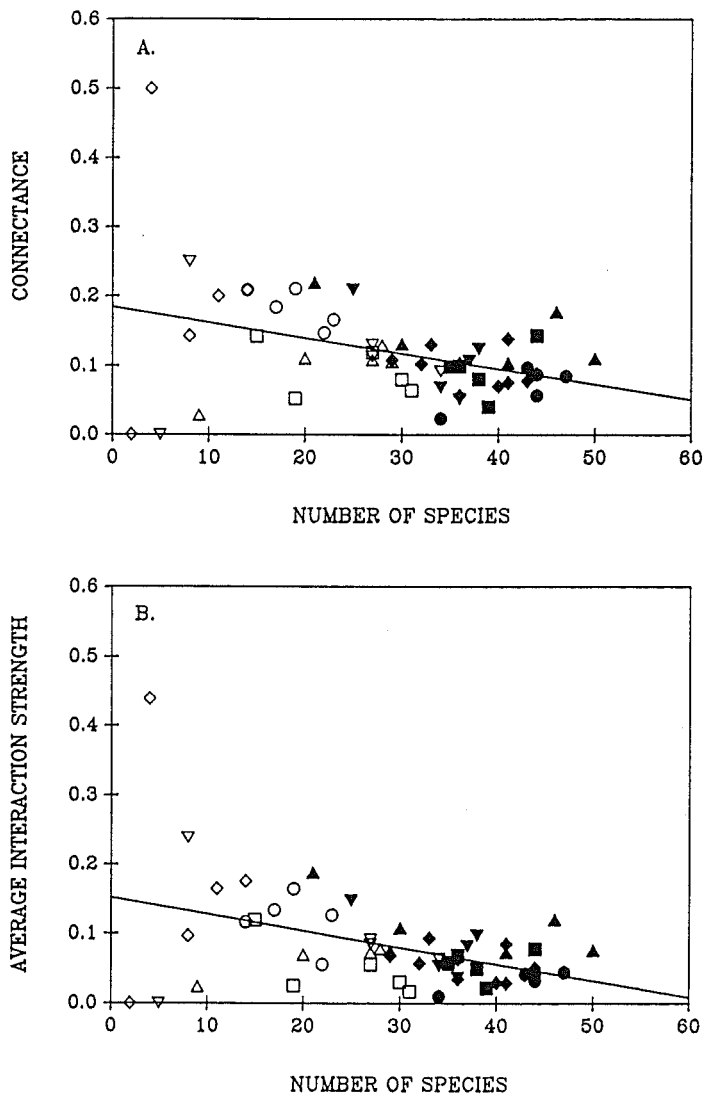 A.
CONNECTANCE
0.6
0.5
0.4
0.3
0.2
0.1
0.0
0 10 20 30 40 50 60
NUMBER OF SPECIES
B.
AVERAGE INTERACTION STRENGTH
0.6
0.5
0.4
0.3
0.2
0.1
0.0
0 10 20 30 40 50 60
NUMBER OF SPECIES